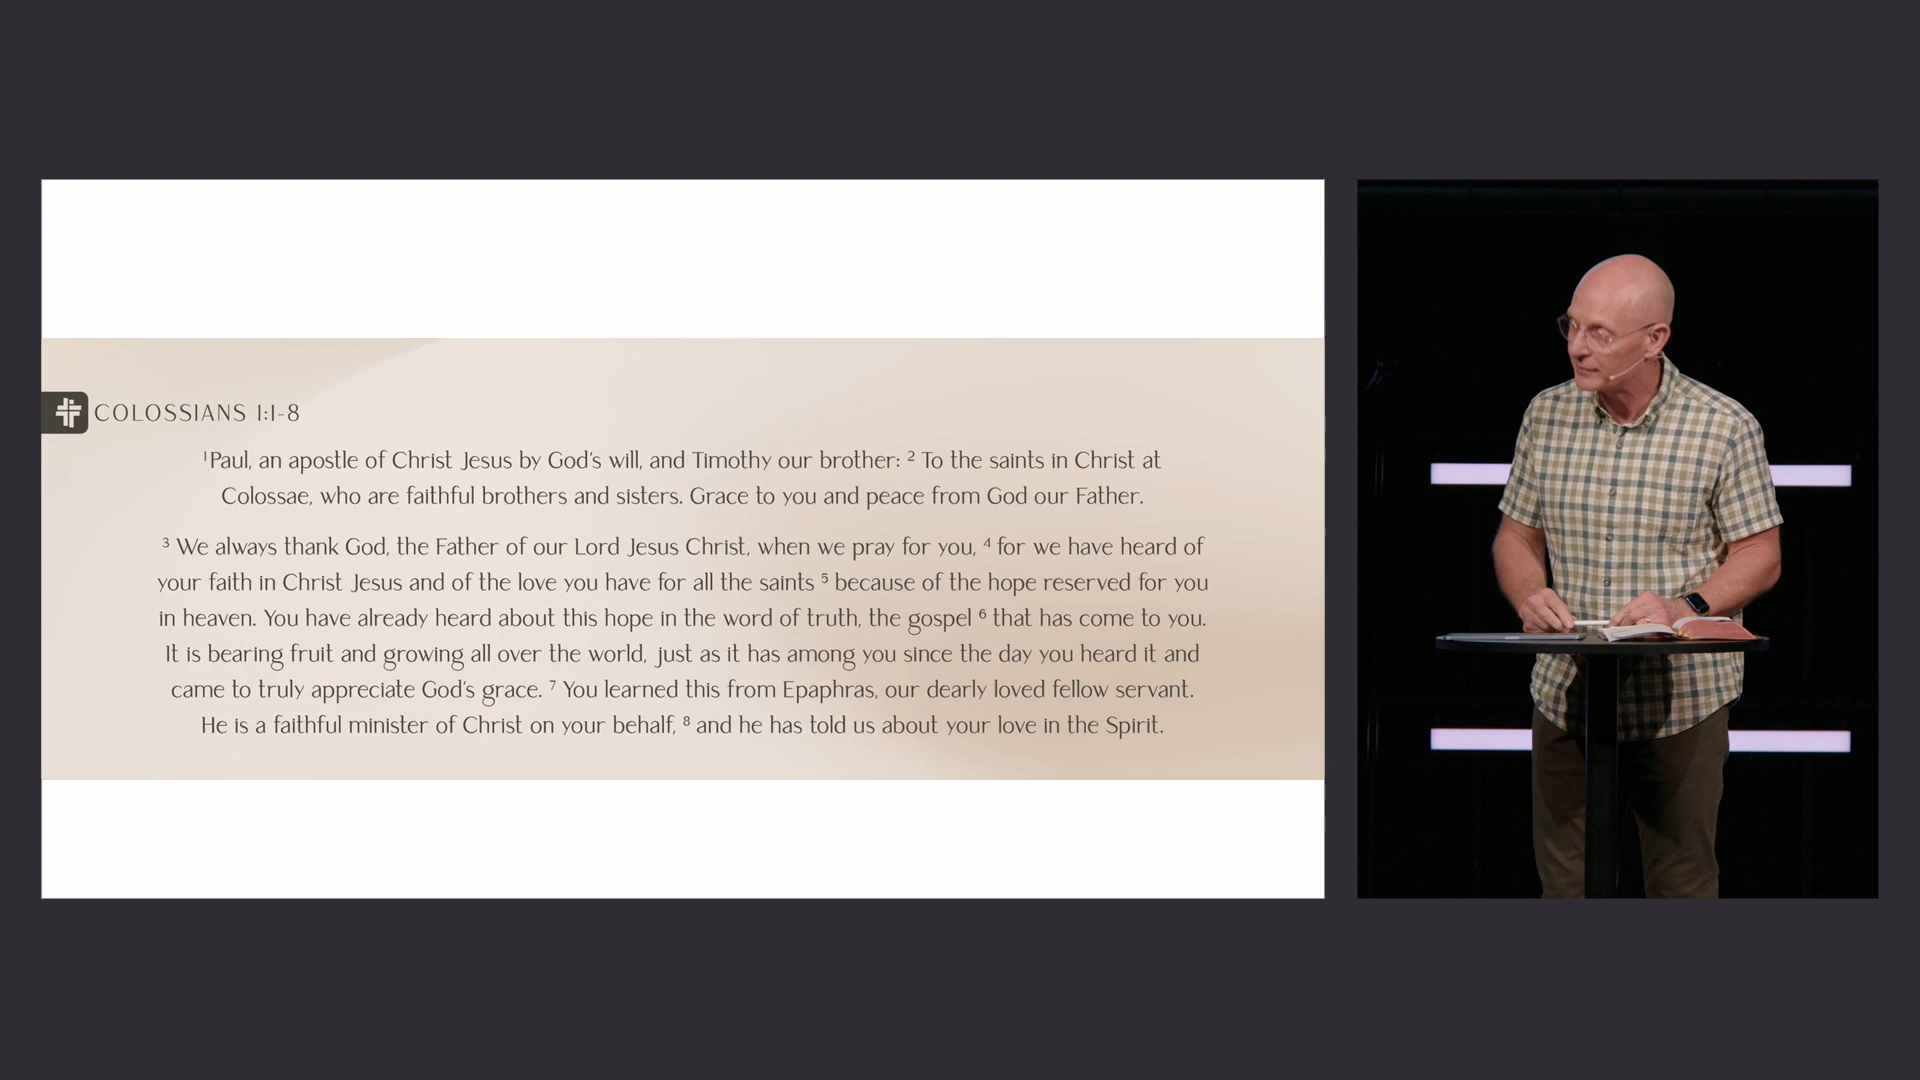 COLOSSIANS 1:1-8
¹Paul, an apostle of Christ Jesus by God's will, and Timothy our brother: ² To the saints in Christ at
Colossae, who are faithful brothers and sisters. Grace to you and peace from God our Father.
³ We always thank God, the Father of our Lord Jesus Christ, when we pray for you, ⁴ for we have heard of
your faith in Christ Jesus and of the love you have for all the saints ⁵ because of the hope reserved for you
in heaven. You have already heard about this hope in the word of truth, the gospel ⁶ that has come to you.
It is bearing fruit and growing all over the world, just as it has among you since the day you heard it and
came to truly appreciate God's grace. ⁷ You learned this from Epaphras, our dearly loved fellow servant.
He is a faithful minister of Christ on your behalf, ⁸ and he has told us about your love in the Spirit.